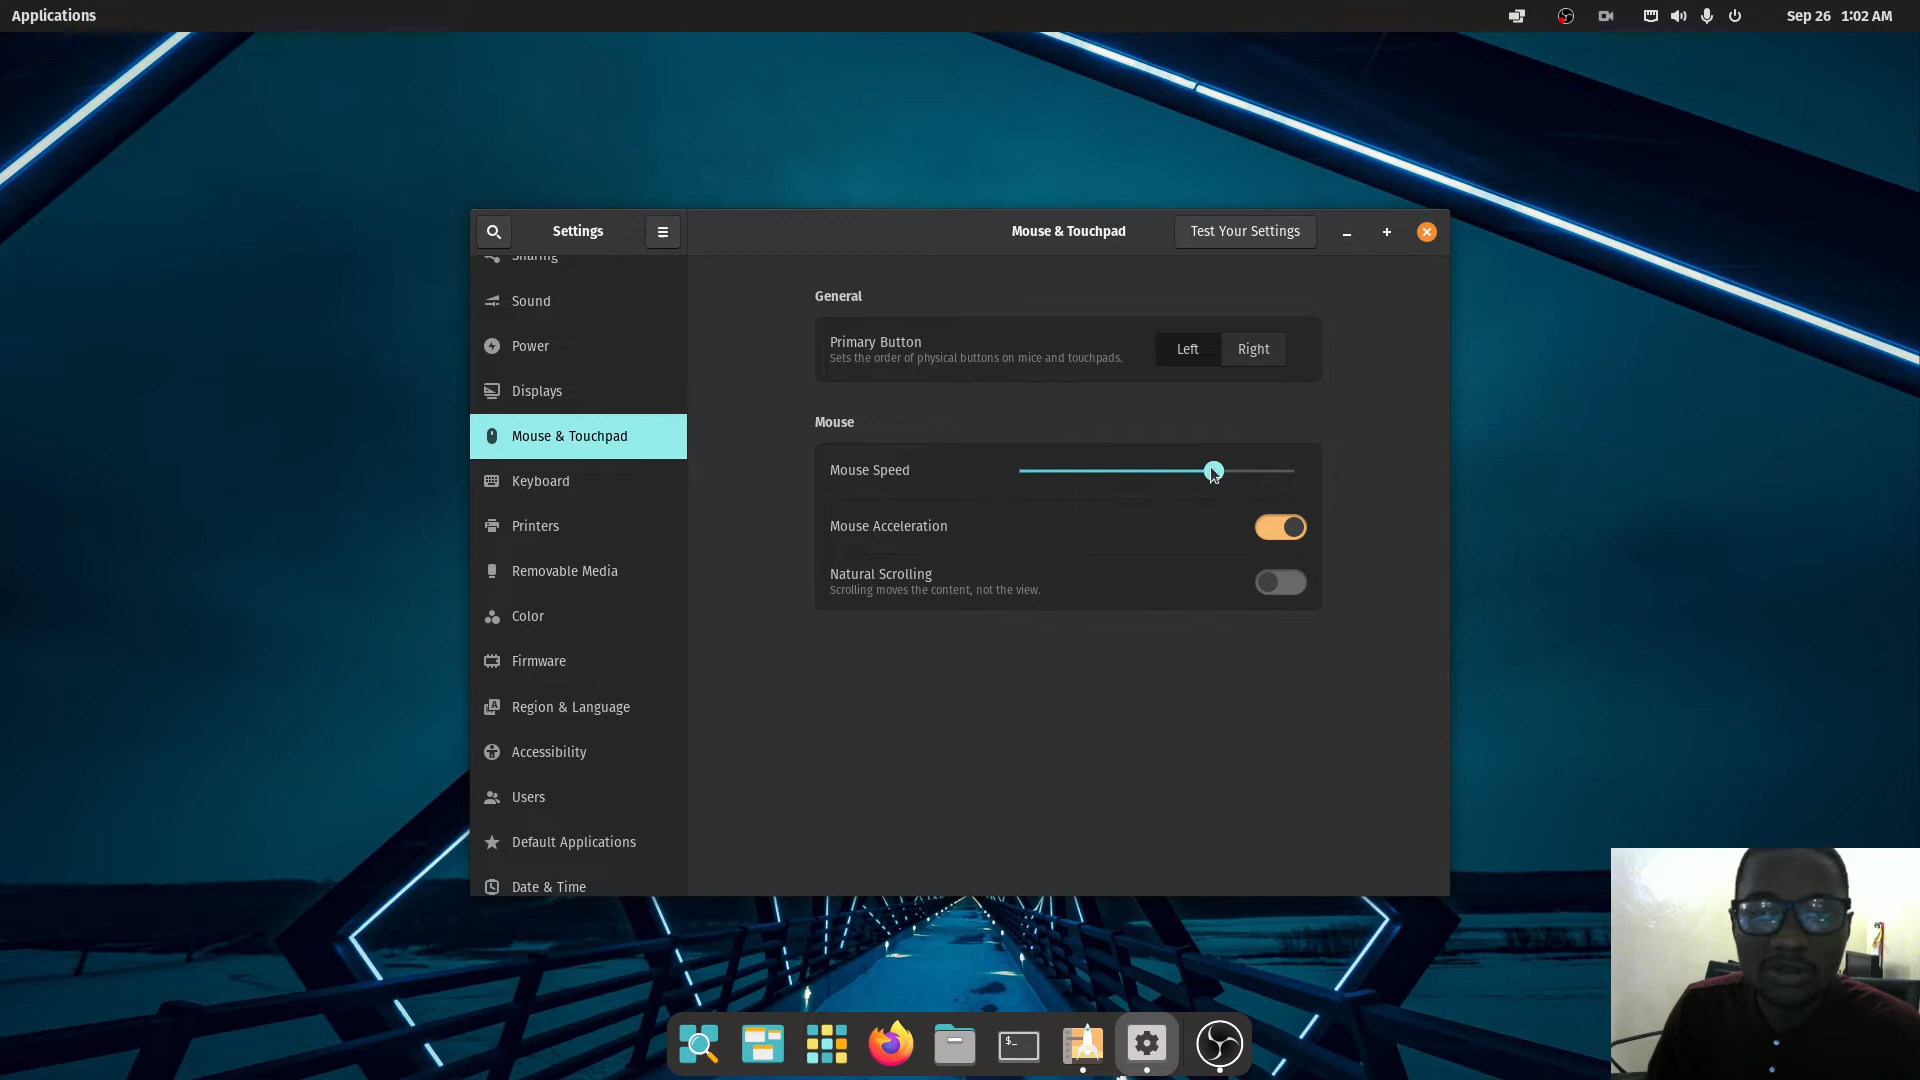 Applications
Sep 26 1:02 AM
Settings
Mouse & Touchpad
Test Your Settings
Sharing
Sound
Power
Displays
Mouse & Touchpad
Keyboard
Printers
Removable Media
Color
Firmware
Region & Language
Accessibility
Users
Default Applications
Date & Time
General
Primary Button
Sets the order of physical buttons on mice and touchpads.
Left
Right
Mouse
Mouse Speed
Mouse Acceleration
Natural Scrolling
Scrolling moves the content, not the view.
$_